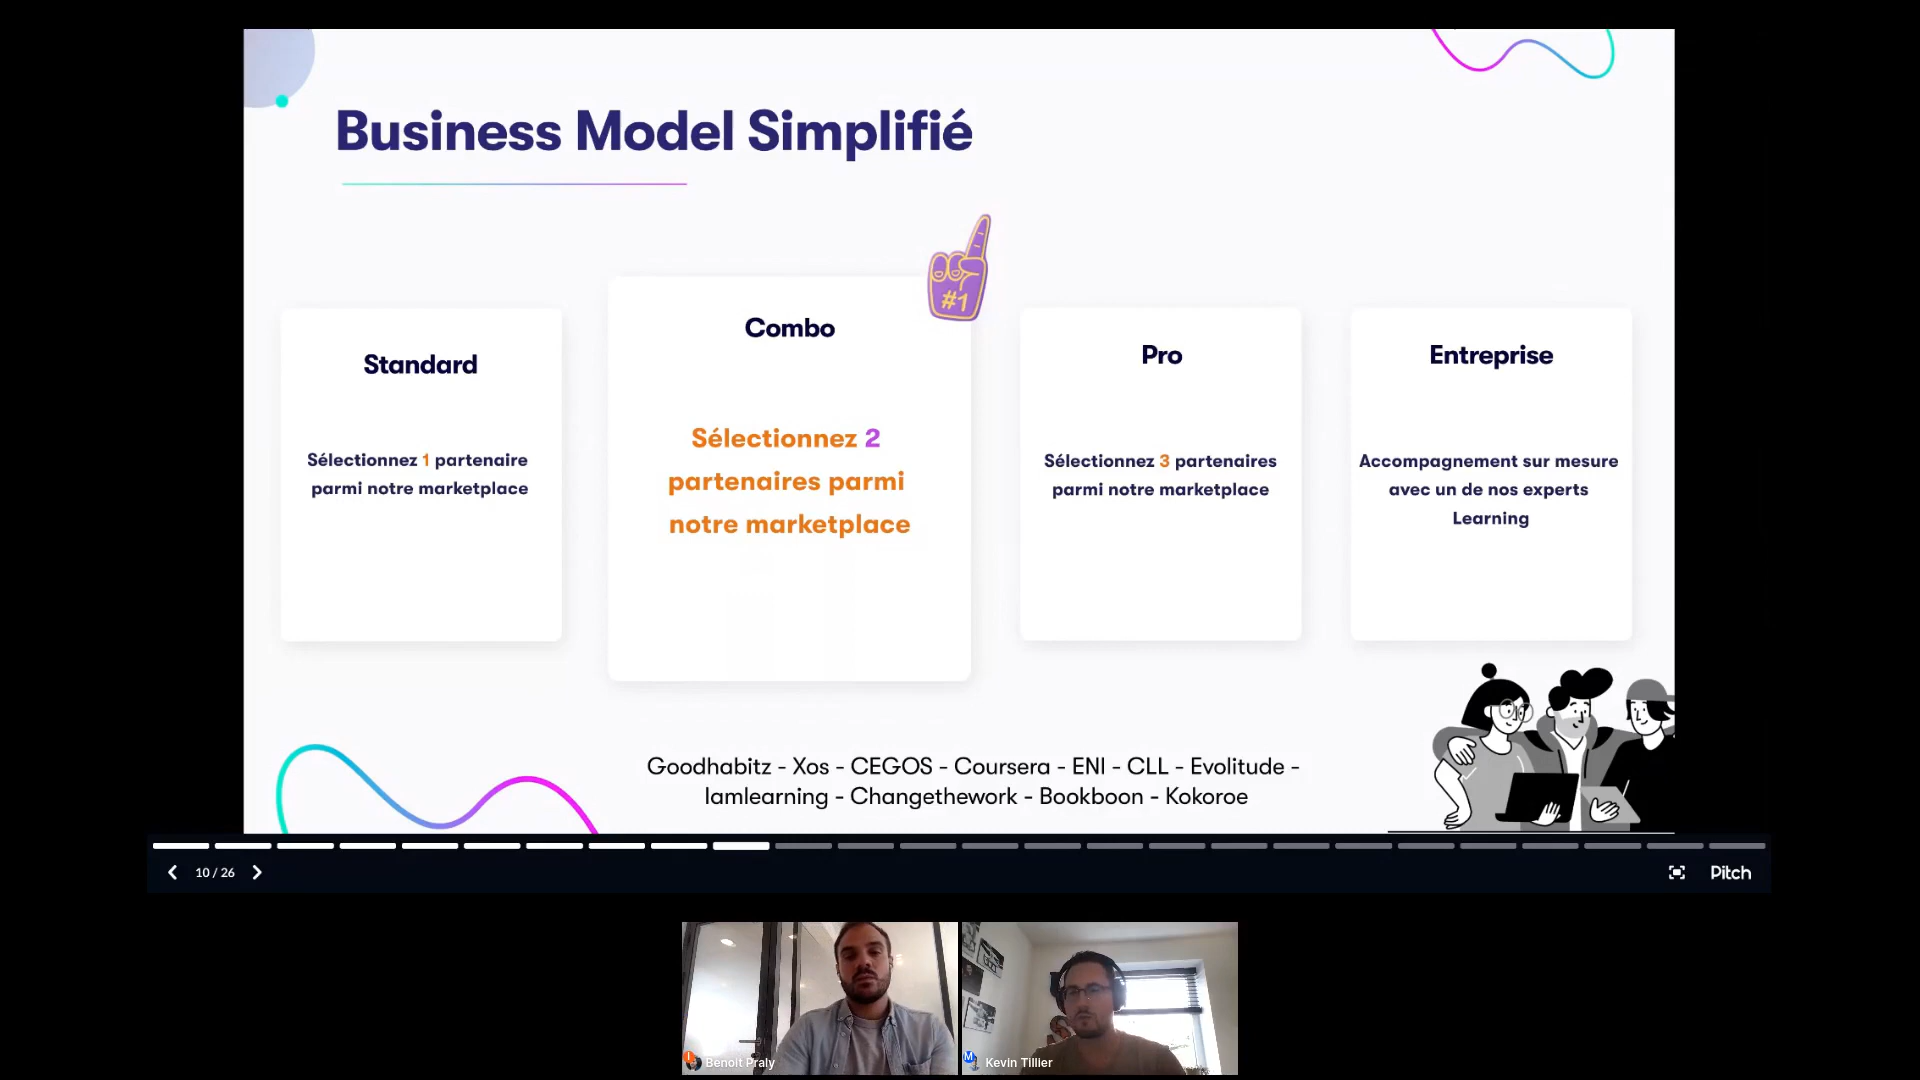 Business Model Simplifié
#1
Standard
Sélectionnez 1 partenaire
parmi notre marketplace
Combo
Sélectionnez 2
partenaires parmi
notre marketplace
Pro
Sélectionnez 3 partenaires
parmi notre marketplace
Entreprise
Accompagnement sur mesure
avec un de nos experts
Learning
Goodhabitz - Xos - CEGOS - Coursera - ENI - CLL - Evolitude -
Iamlearning - Changethework - Bookboon - Kokoroe
10 / 26
Pitch
Benoit Praly
Kevin Tillier